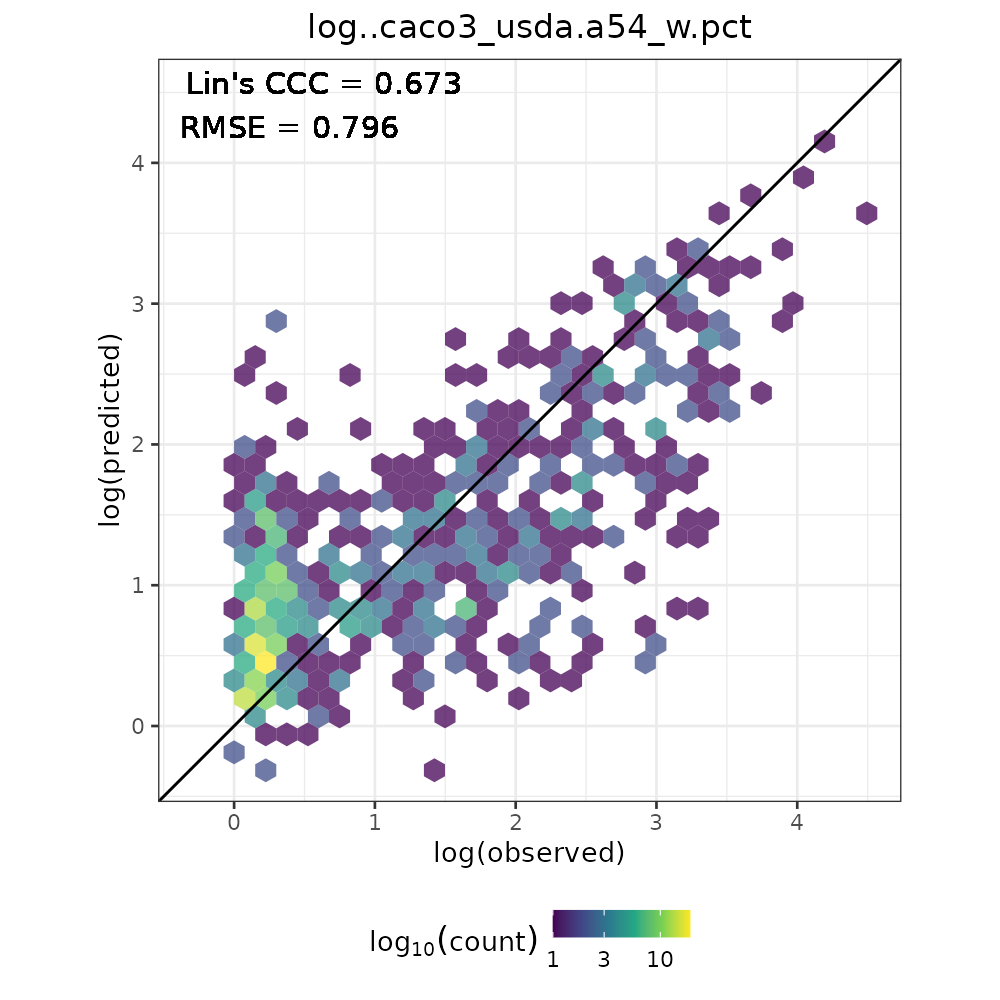 log..caco3_usda.a54_w.pct
Lin's CCC = 0.673
RMSE = 0.796
log(predicted)
4
3
2
1
0
0 1 2 3 4
log(observed)
log10(count)
1 3 10